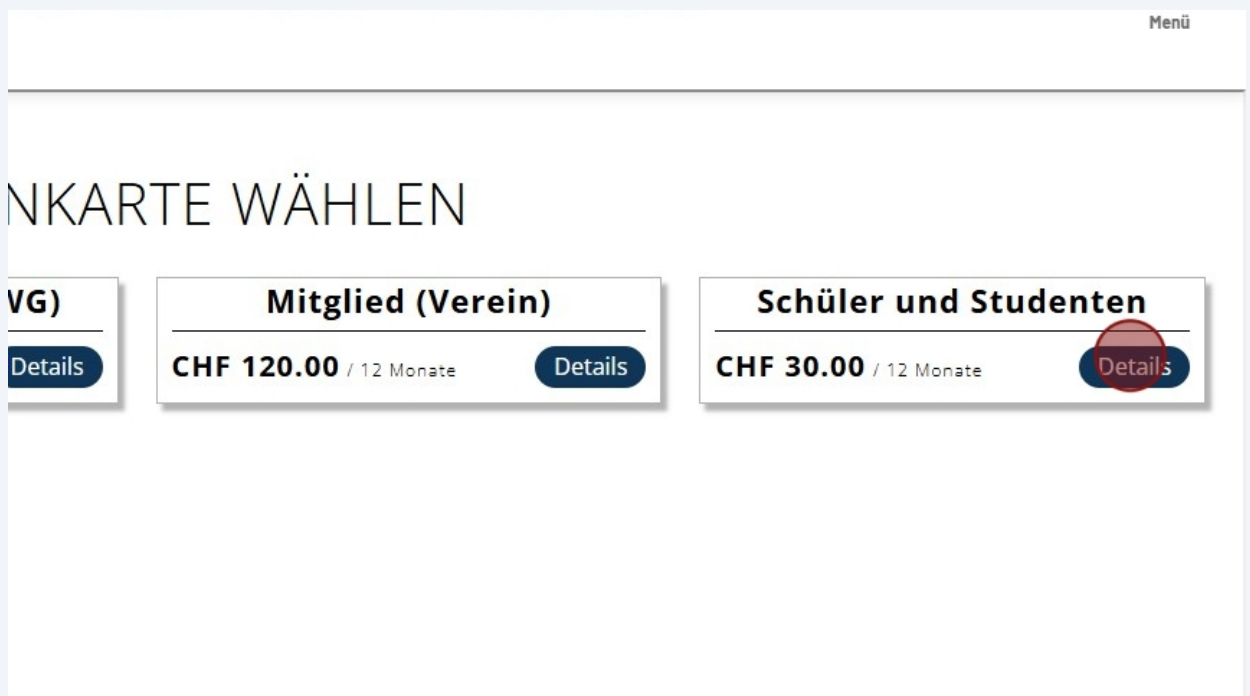 Menü
NKARTE WÄHLEN
WG)
Details
Mitglied (Verein)
CHF 120.00 / 12 Monate
Details
Schüler und Studenten
CHF 30.00 / 12 Monate
Details